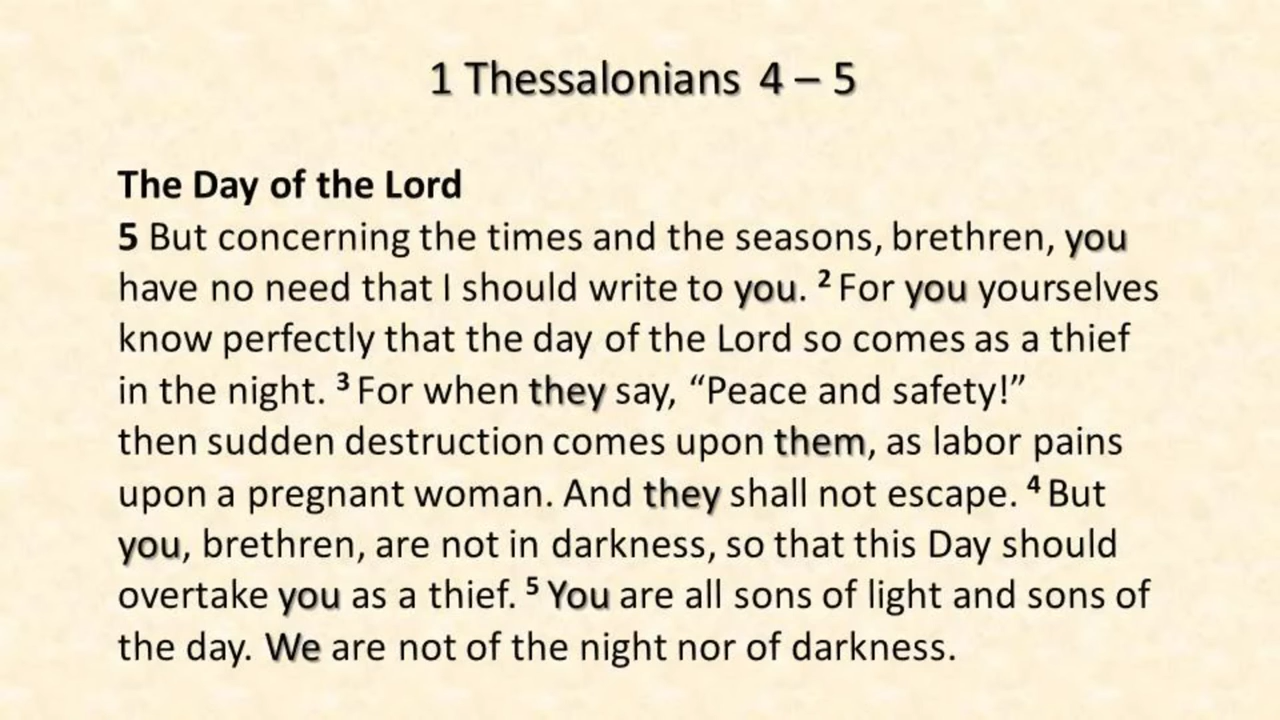 1 Thessalonians 4 – 5
The Day of the Lord
5 But concerning the times and the seasons, brethren, you
have no need that I should write to you. ² For you yourselves
know perfectly that the day of the Lord so comes as a thief
in the night. ³ For when they say, “Peace and safety!”
then sudden destruction comes upon them, as labor pains
upon a pregnant woman. And they shall not escape. ⁴ But
you, brethren, are not in darkness, so that this Day should
overtake you as a thief. ⁵ You are all sons of light and sons of
the day. We are not of the night nor of darkness.